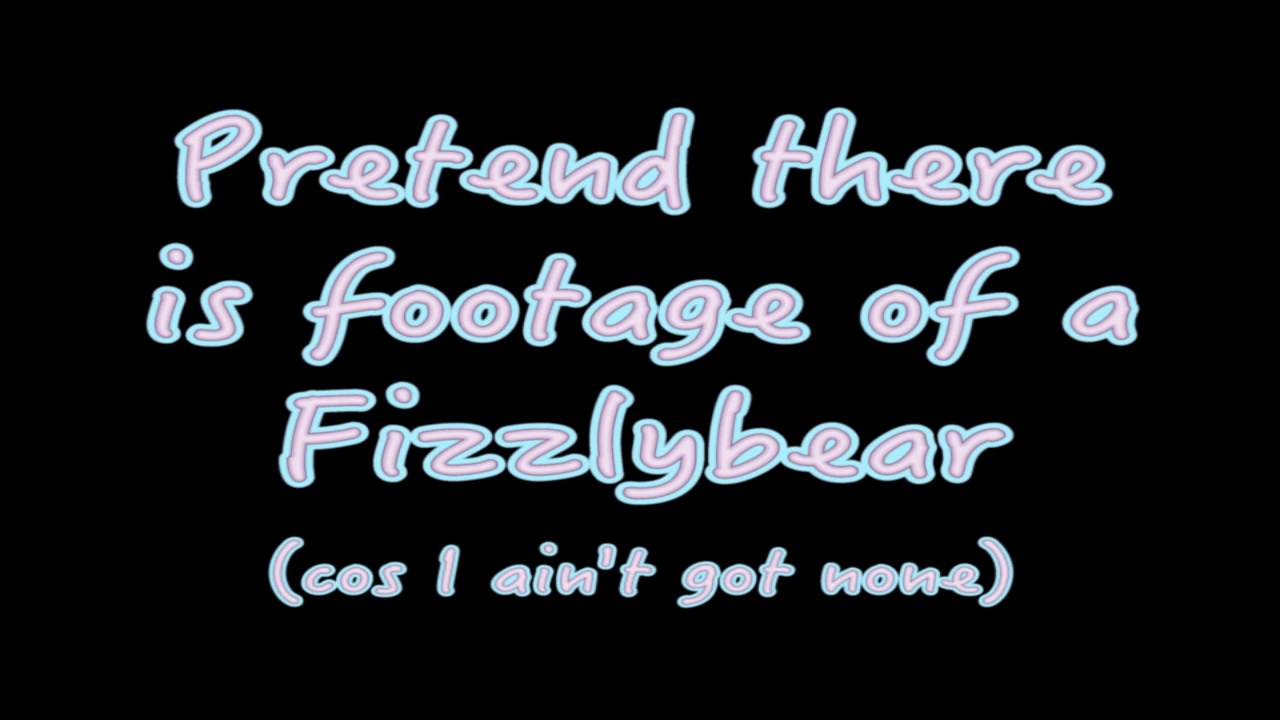 Pretend there
is footage of a
Fizzlybear
(cos I ain't got none)